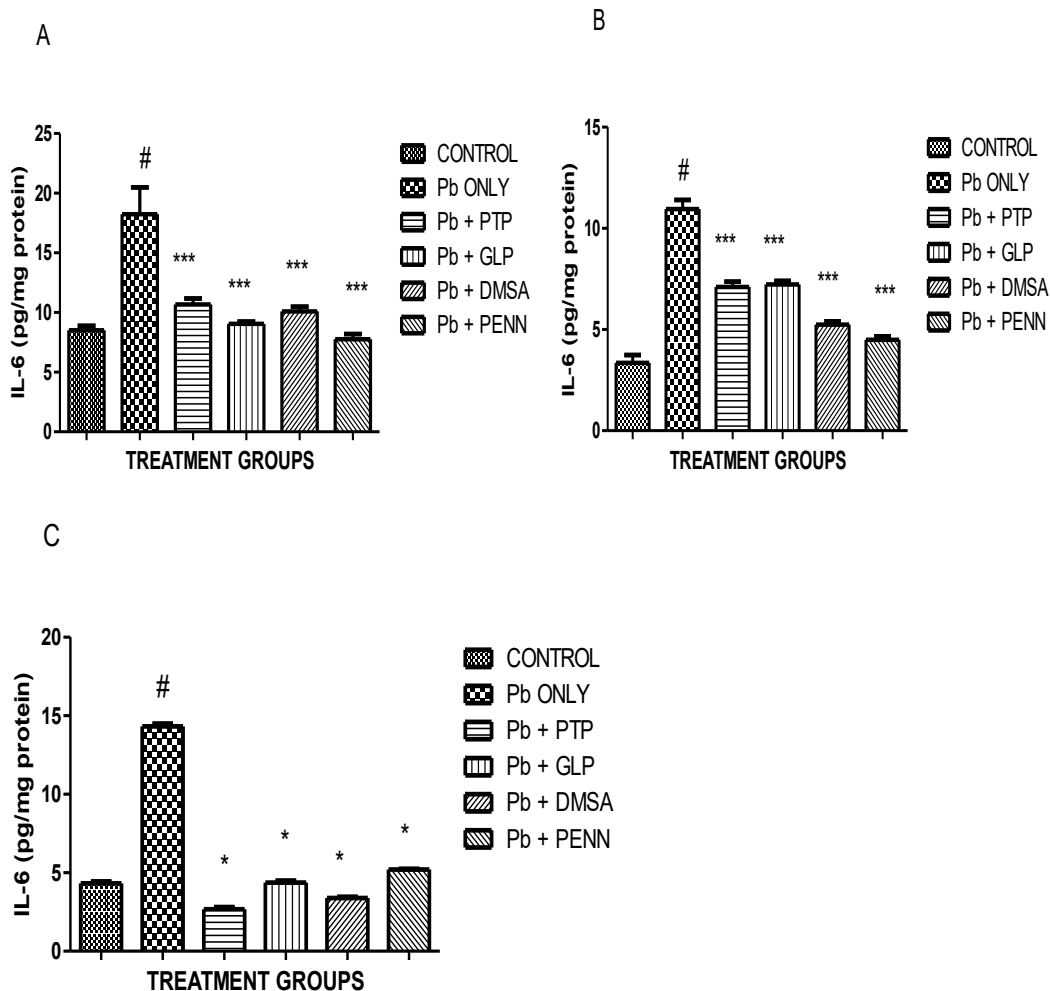 A
IL-6 (pg/mg protein)
25
20
15
10
5
0
#
***
***
***
***
TREATMENT GROUPS
CONTROL
Pb ONLY
Pb + PTP
Pb + GLP
Pb + DMSA
Pb + PENN
B
IL-6 (pg/mg protein)
15
10
5
0
#
***
***
***
***
TREATMENT GROUPS
CONTROL
Pb ONLY
Pb + PTP
Pb + GLP
Pb + DMSA
Pb + PENN
C
IL-6 (pg/mg protein)
20
15
10
5
0
#
*
*
*
*
TREATMENT GROUPS
CONTROL
Pb ONLY
Pb + PTP
Pb + GLP
Pb + DMSA
Pb + PENN